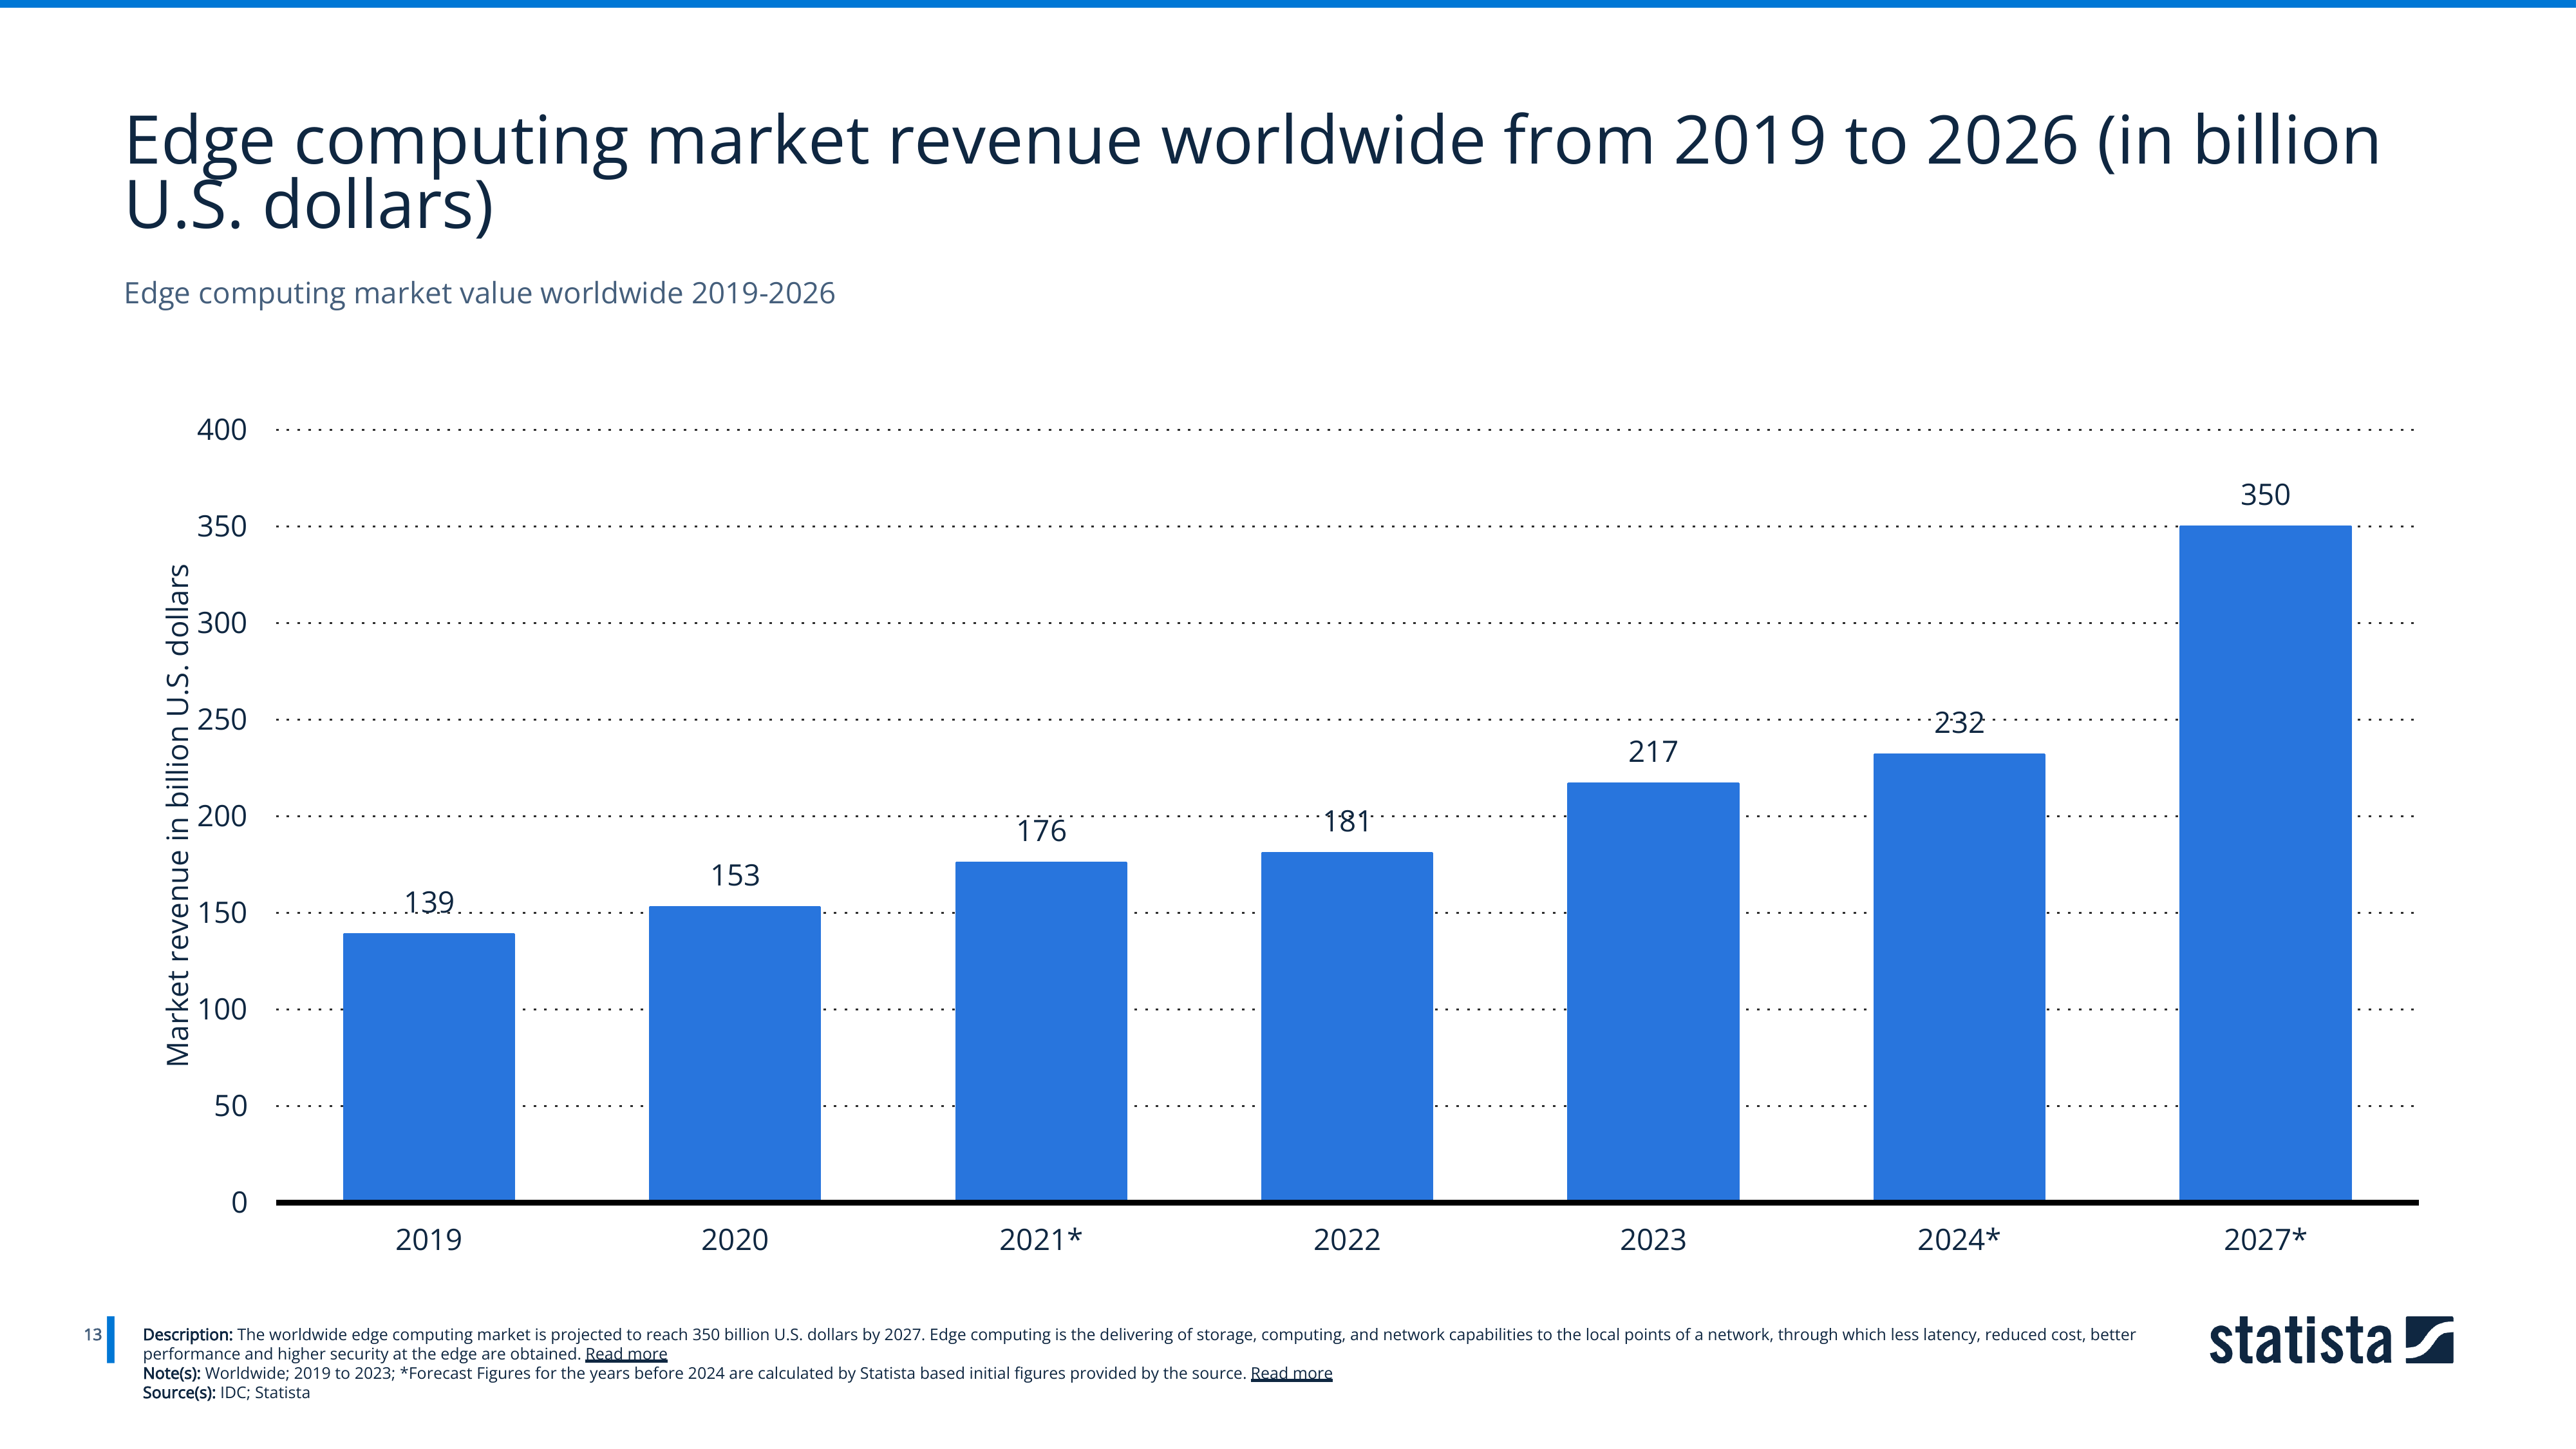 Edge computing market revenue worldwide from 2019 to 2026 (in billion
U.S. dollars)
Edge computing market value worldwide 2019-2026
Market revenue in billion U.S. dollars
400
350
300
250
200
150
100
50
0
139
153
176
181
217
232
350
2019
2020
2021*
2022
2023
2024*
2027*
13
Description: The worldwide edge computing market is projected to reach 350 billion U.S. dollars by 2027. Edge computing is the delivering of storage, computing, and network capabilities to the local points of a network, through which less latency, reduced cost, better
performance and higher security at the edge are obtained. Read more
Note(s): Worldwide; 2019 to 2023; *Forecast Figures for the years before 2024 are calculated by Statista based initial figures provided by the source. Read more
Source(s): IDC; Statista
statista